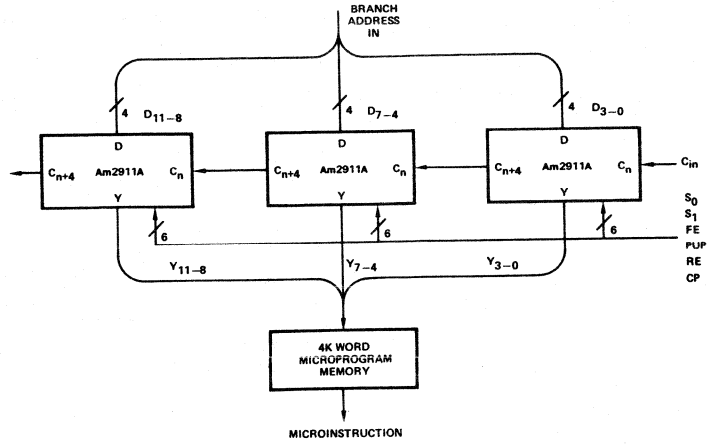 BRANCH
ADDRESS
IN
4 D11–8
4 D7–4
4 D3–0
D
D
D
Cn+4 Am2911A Cn
Cn+4 Am2911A Cn
Cn+4 Am2911A Cn
Cin
Y
Y
Y
6
6
6
S0
S1
FE
PUP
RE
CP
Y11–8
Y7–4
Y3–0
4K WORD
MICROPROGRAM
MEMORY
MICROINSTRUCTION